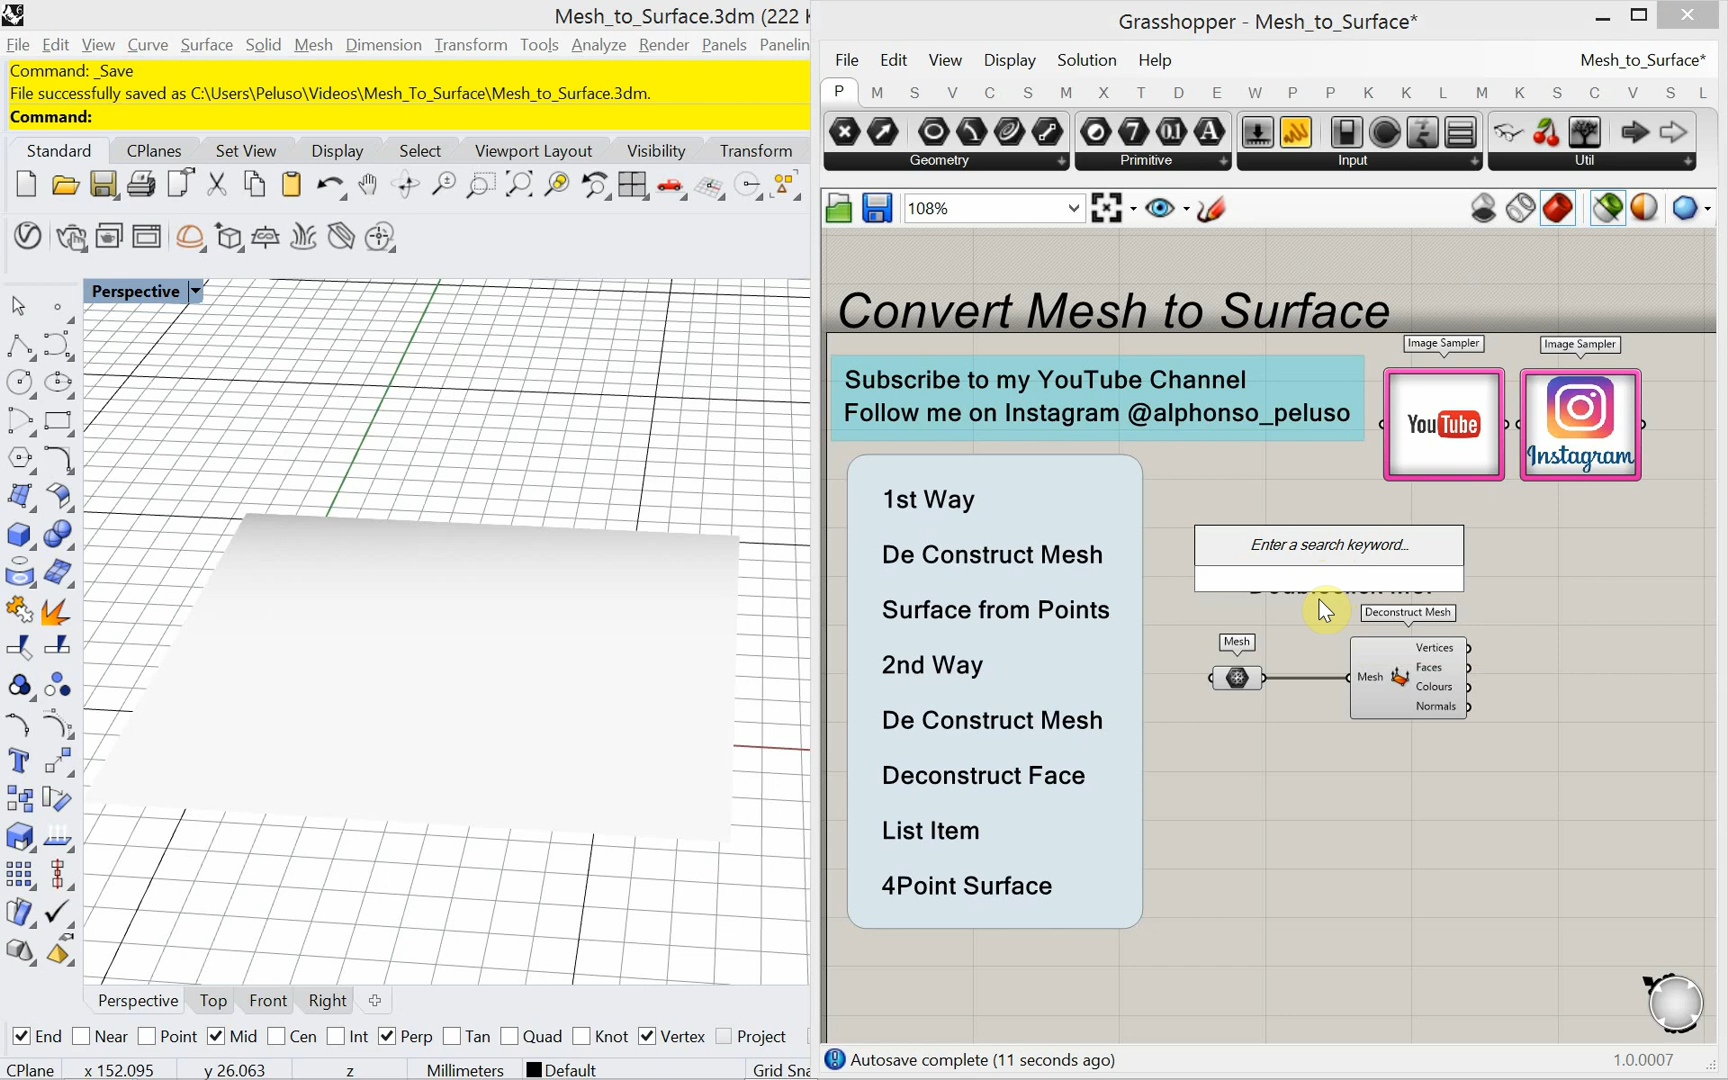 Mesh_to_Surface.3dm (222 K
File Edit View Curve Surface Solid Mesh Dimension Transform Tools Analyze Render Panels Panelin
Command: _Save
File successfully saved as C:\Users\Peluso\Videos\Mesh_To_Surface\Mesh_to_Surface.3dm.
Command:
Standard CPlanes Set View Display Select Viewport Layout Visibility Transform
Perspective
Perspective Top Front Right
End Near Point Mid Cen Int Perp Tan Quad Knot Vertex Project
CPlane x 152.095 y 26.063 z Millimeters Default Grid Sna
Grasshopper - Mesh_to_Surface*
File Edit View Display Solution Help Mesh_to_Surface*
P M S V C S M X T D E W P P K K L M K S C V S L
Geometry Primitive Input Util
108%
Convert Mesh to Surface
Subscribe to my YouTube Channel
Follow me on Instagram @alphonso_peluso
Image Sampler Image Sampler
YouTube
Instagram
1st Way
De Construct Mesh
Surface from Points
2nd Way
De Construct Mesh
Deconstruct Face
List Item
4Point Surface
Enter a search keyword...
Deconstruct Mesh
Mesh
Mesh
Vertices
Faces
Colours
Normals
Autosave complete (11 seconds ago) 1.0.0007